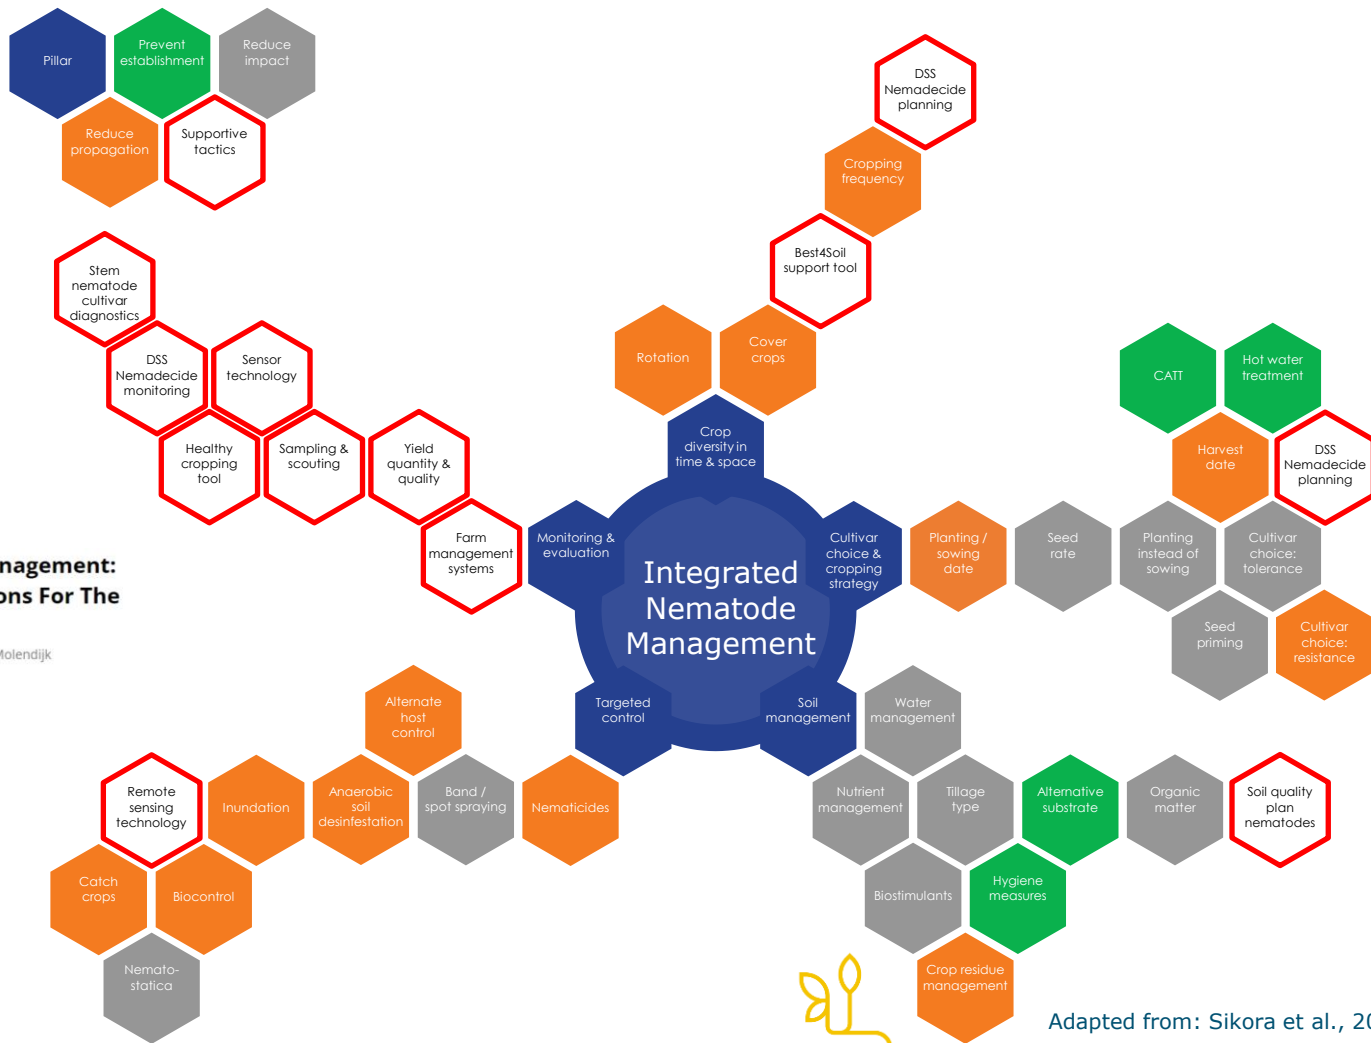 Pillar
Prevent
establishment
Reduce
impact
Reduce
propagation
Supportive
tactics
DSS
Nemadecide
planning
Cropping
frequency
Best4Soil
support tool
Rotation
Cover
crops
Crop
diversity in
time & space
Stem
nematode
cultivar
diagnostics
DSS
Nemadecide
monitoring
Sensor
technology
Healthy
cropping
tool
Sampling &
scouting
Yield
quantity &
quality
Farm
management
systems
Monitoring &
evaluation
Integrated
Nematode
Management
Cultivar
choice &
cropping
strategy
Planting /
sowing
date
Seed
rate
Planting
instead of
sowing
Cultivar
choice:
tolerance
CATT
Hot water
treatment
Harvest
date
DSS
Nemadecide
planning
Seed
priming
Cultivar
choice:
resistance
nagement:
ons For The
Molendijk
Targeted
control
Soil
management
Alternate
host
control
Remote
sensing
technology
Inundation
Anaerobic
soil
desinfestation
Band /
spot spraying
Nematicides
Catch
crops
Biocontrol
Nemato-
statica
Water
management
Nutrient
management
Tillage
type
Alternative
substrate
Organic
matter
Soil quality
plan
nematodes
Biostimulants
Hygiene
measures
Crop residue
management
Adapted from: Sikora et al., 20